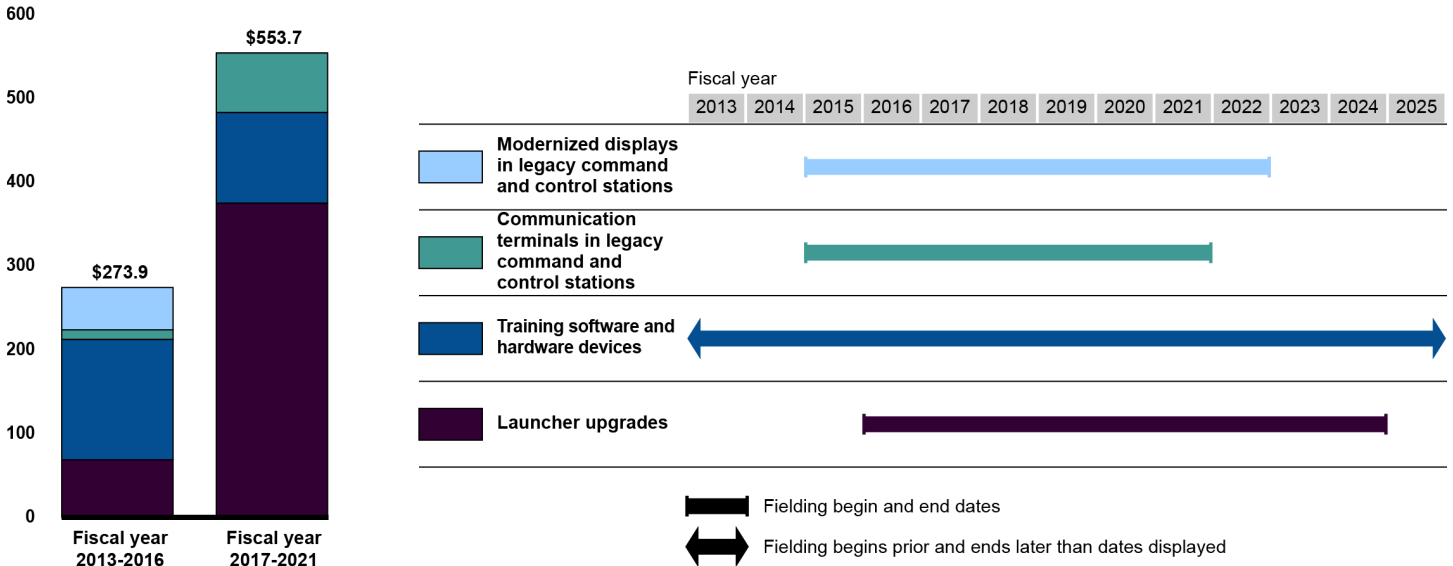 600
500
400
300
200
100
0
$273.9
$553.7
Fiscal year
2013-2016
Fiscal year
2017-2021
Fiscal year
2013 2014 2015 2016 2017 2018 2019 2020 2021 2022 2023 2024 2025
Modernized displays
in legacy command
and control stations
Communication
terminals in legacy
command and
control stations
Training software and
hardware devices
Launcher upgrades
Fielding begin and end dates
Fielding begins prior and ends later than dates displayed